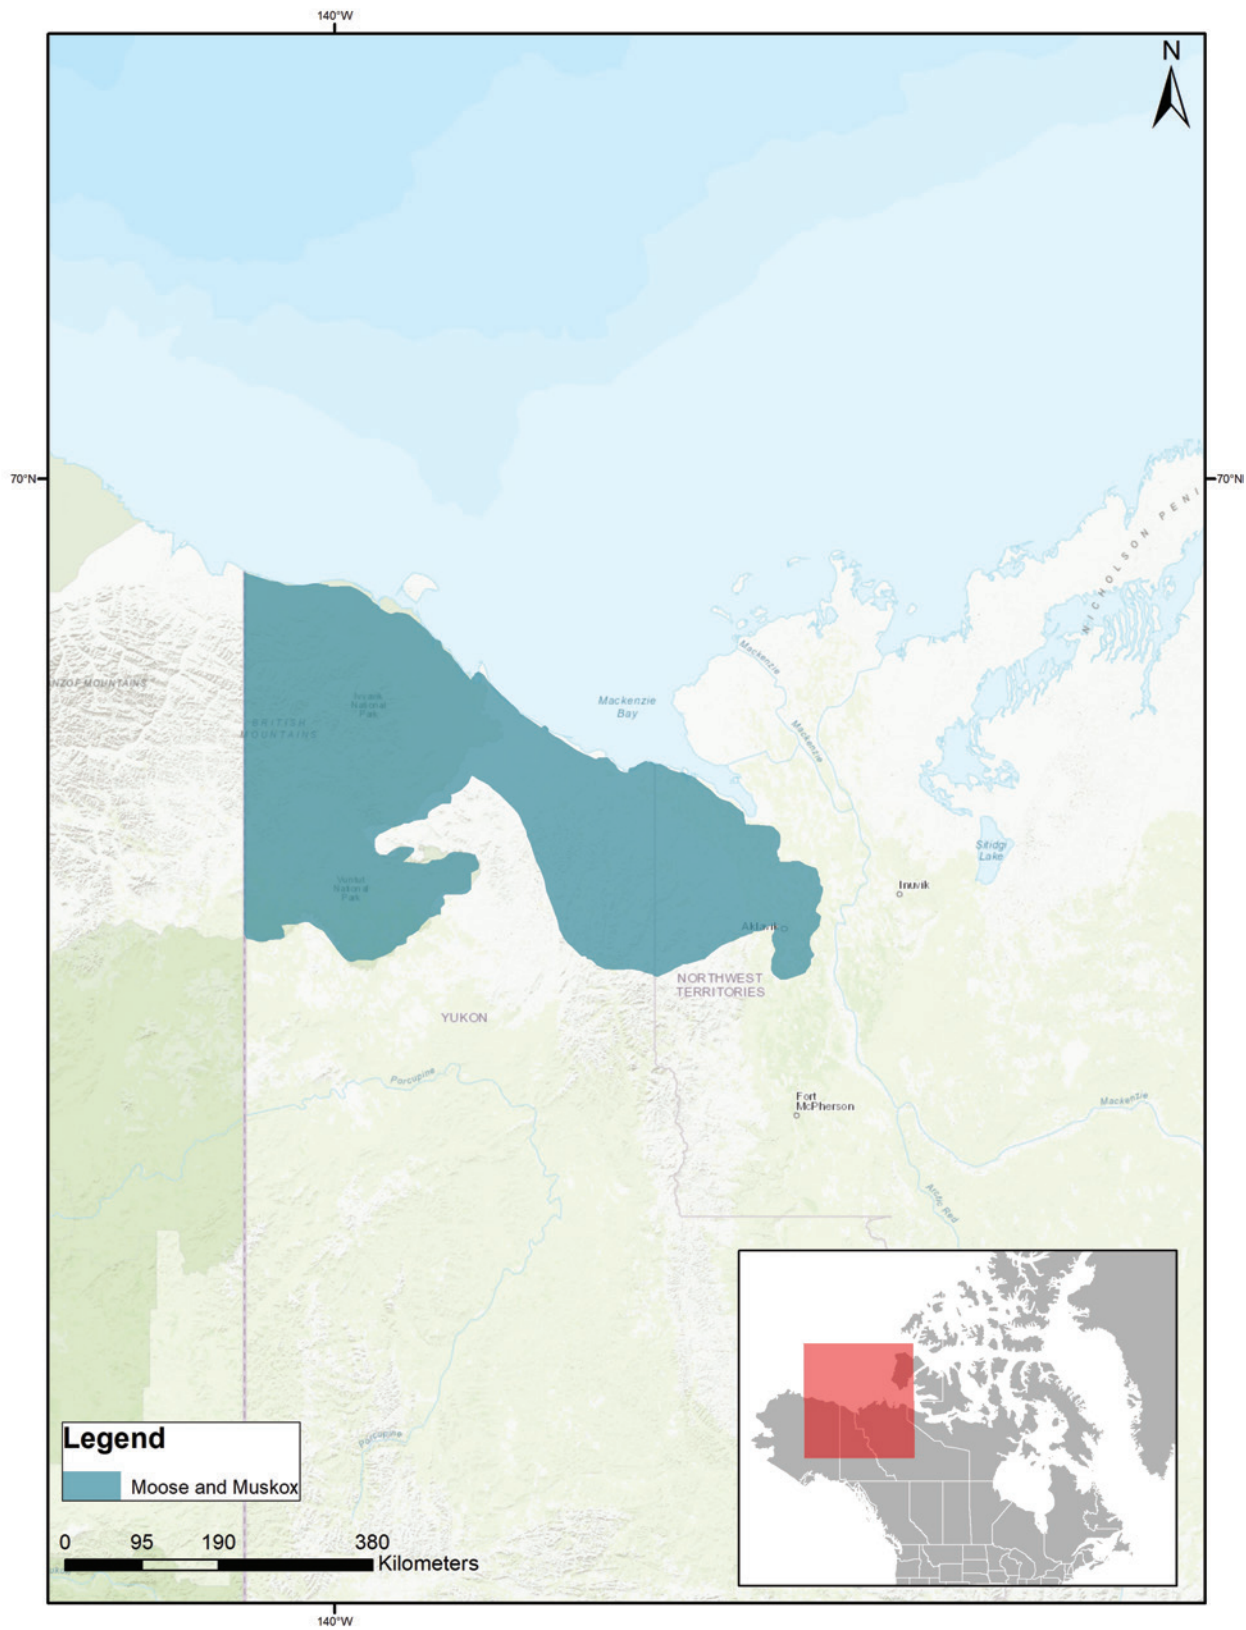 140°W
N
70°N
70°N
NICHOLSON PENI
Mackenzie
Mackenzie
Bay
Mackenzie
NZOF MOUNTAINS
Ivvavik
National
Park
BRITISH
MOUNTAINS
Sitidgi
Lake
Vuntut
National
Park
Inuvik
Aklavik
NORTHWEST
TERRITORIES
YUKON
Porcupine
Fort
McPherson
Mackenzie
Arctic Red
Porcupine
Legend
Moose and Muskox
0 95 190 380
Kilometers
140°W